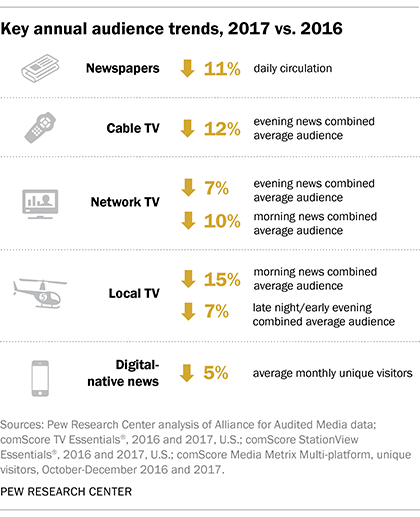 Key annual audience trends, 2017 vs. 2016
Newspapers 11% daily circulation
Cable TV 12% evening news combined
average audience
Network TV
7% evening news combined
average audience
10% morning news combined
average audience
Local TV
15% morning news combined
average audience
7% late night/early evening
combined average audience
Digital-
native news
5% average monthly unique visitors
Sources: Pew Research Center analysis of Alliance for Audited Media data;
comScore TV Essentials®, 2016 and 2017, U.S.; comScore StationView
Essentials®, 2016 and 2017, U.S.; comScore Media Metrix Multi-platform, unique
visitors, October-December 2016 and 2017.
PEW RESEARCH CENTER